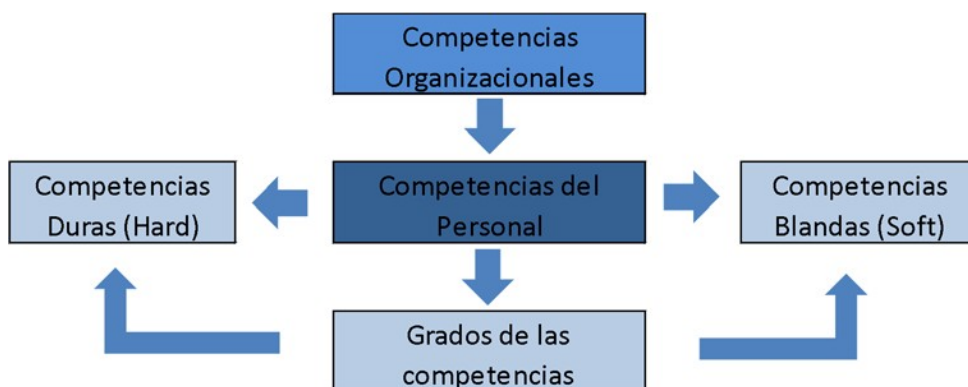 Competencias
Organizacionales
Competencias
Duras (Hard)
Competencias del
Personal
Competencias
Blandas (Soft)
Grados de las
competencias